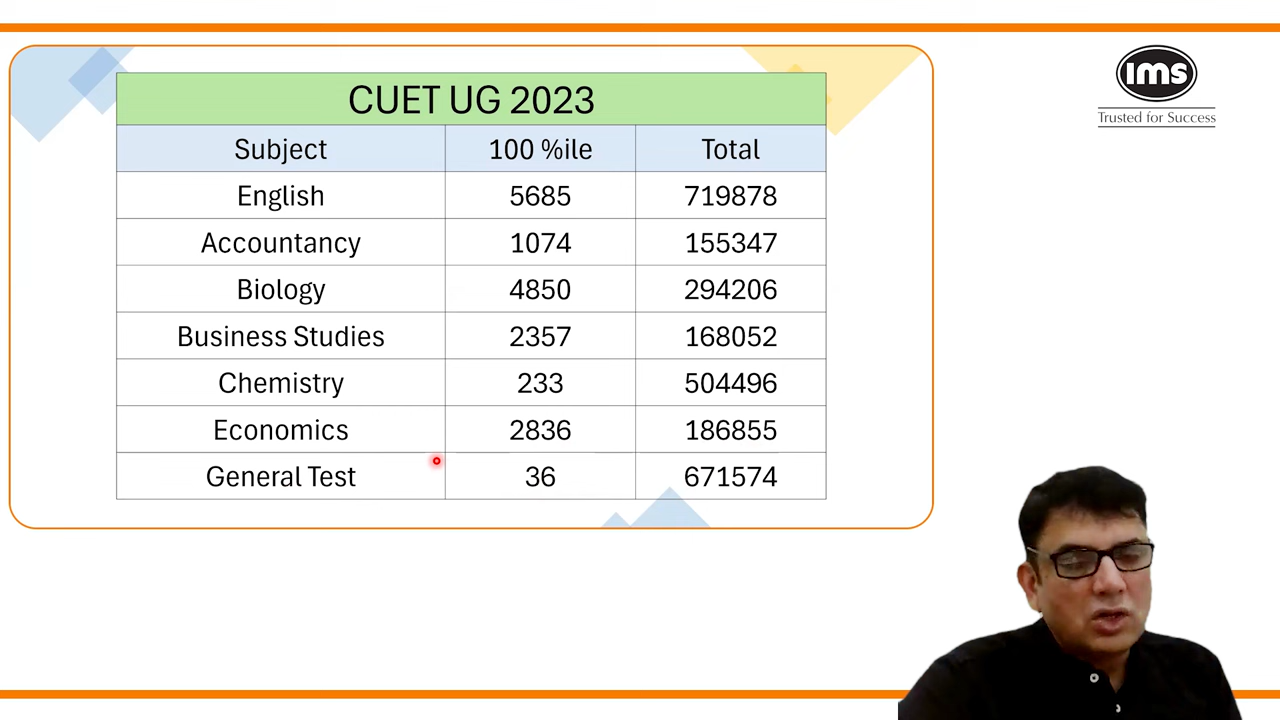 CUET UG 2023
Subject 100 %ile Total
English 5685 719878
Accountancy 1074 155347
Biology 4850 294206
Business Studies 2357 168052
Chemistry 233 504496
Economics 2836 186855
General Test 36 671574
ims
Trusted for Success